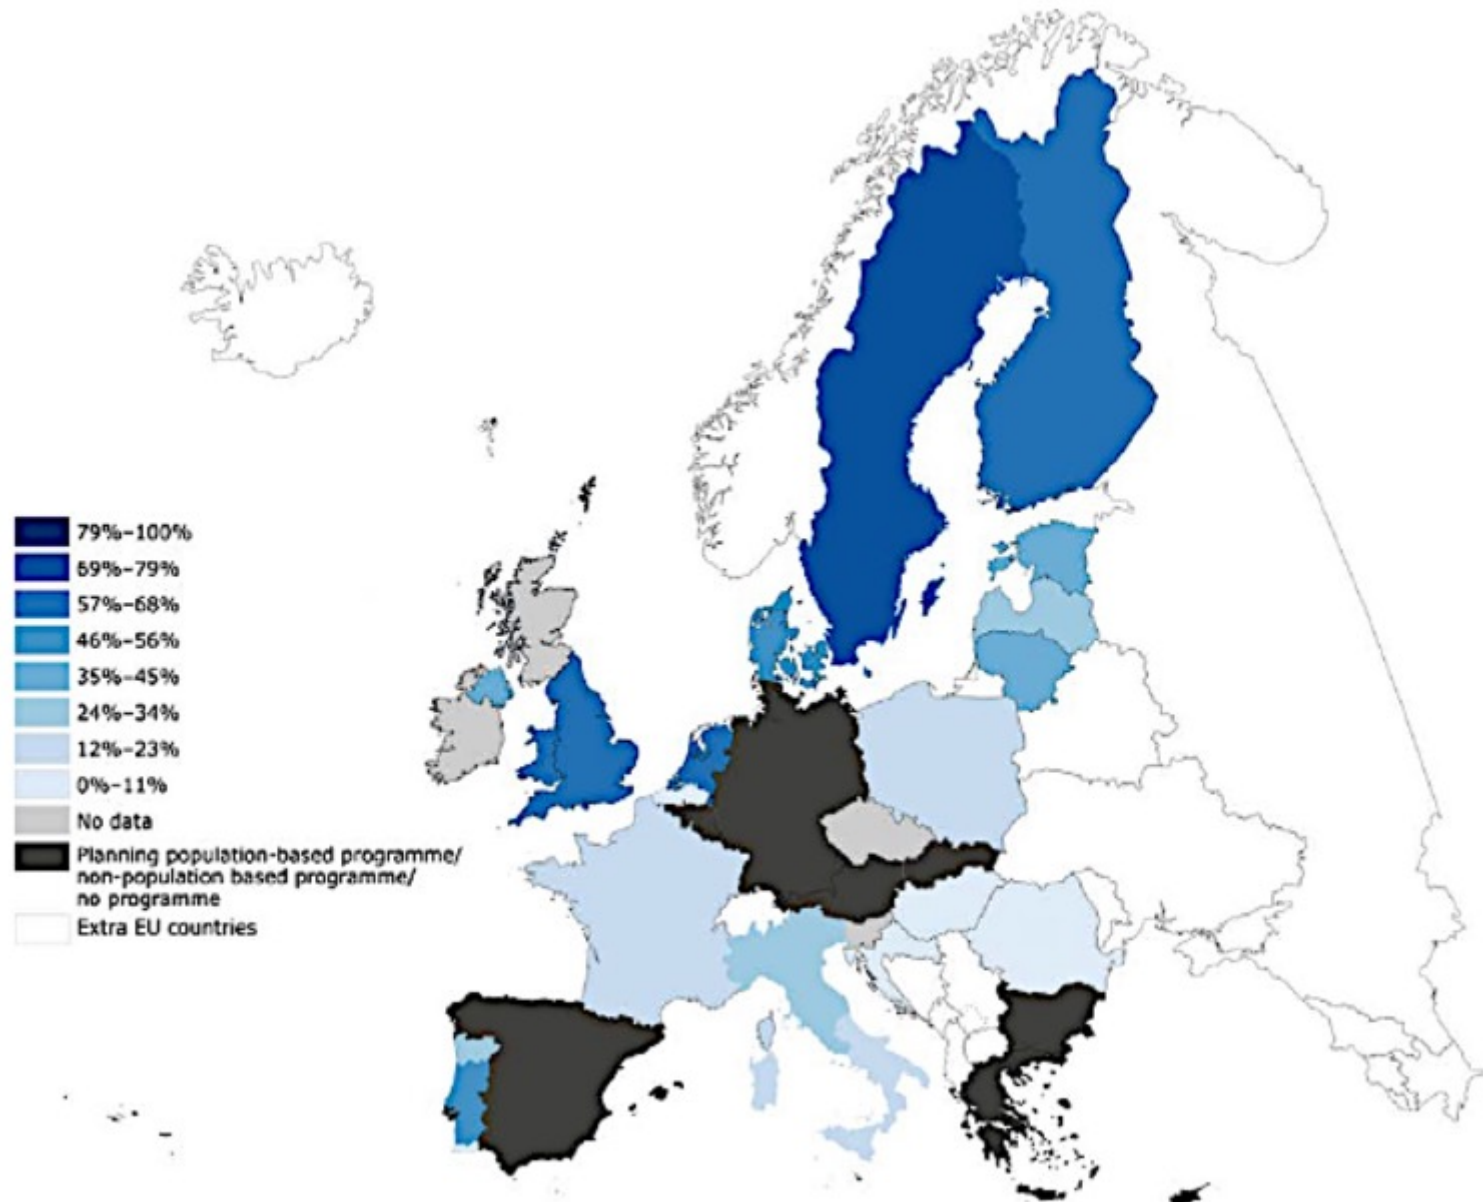 79%–100%
69%–79%
57%–68%
46%–56%
35%–45%
24%–34%
12%–23%
0%–11%
No data
Planning population-based programme/
non-population based programme/
no programme
Extra EU countries